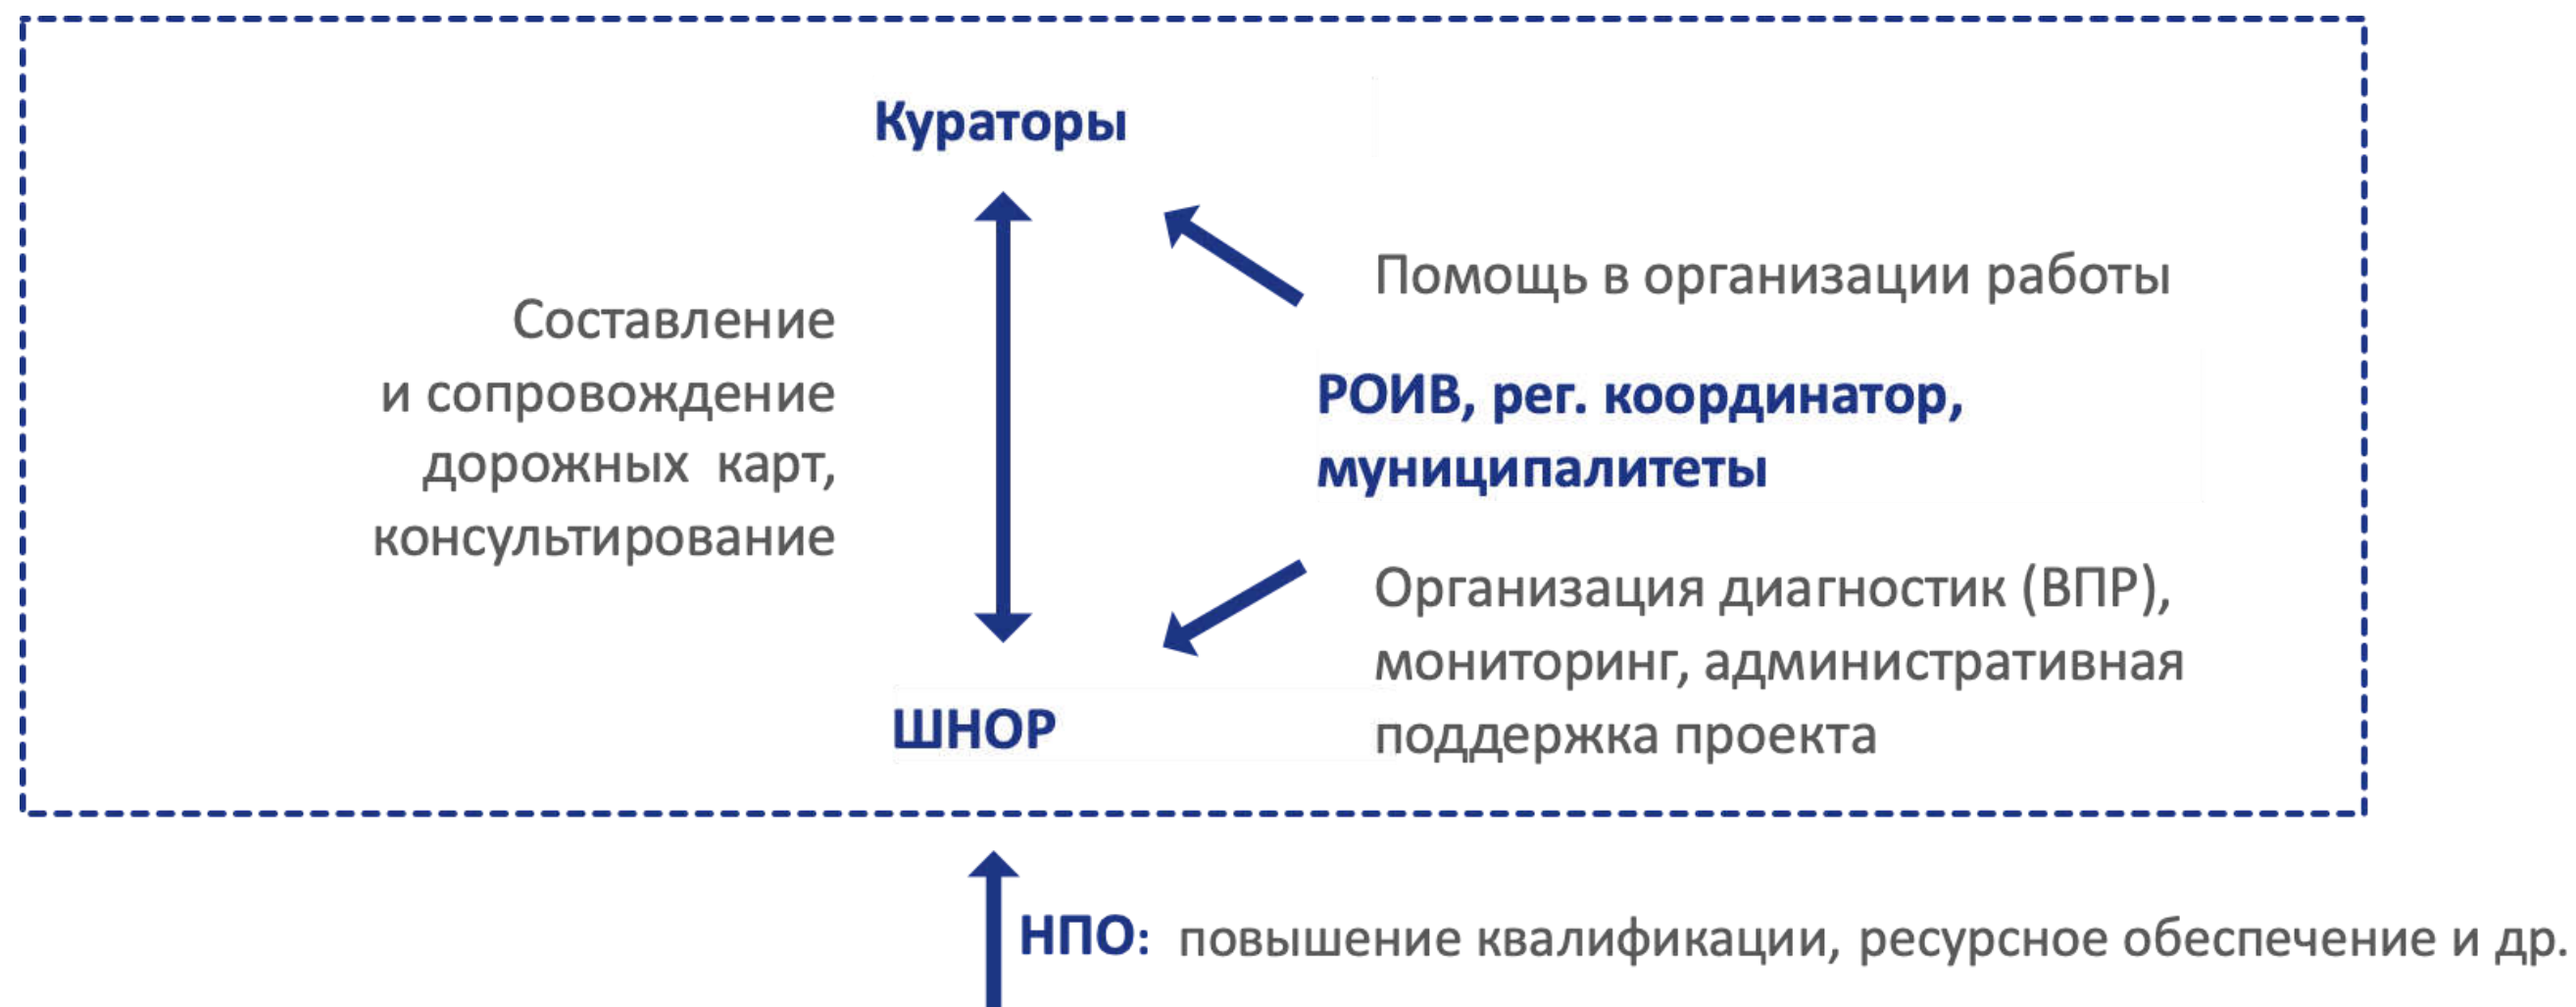 Кураторы
Составление
и сопровождение
дорожных карт,
консультирование
Помощь в организации работы
РОИВ, рег. координатор,
муниципалитеты
Организация диагностик (ВПР),
мониторинг, административная
поддержка проекта
ШНОР
НПО: повышение квалификации, ресурсное обеспечение и др.